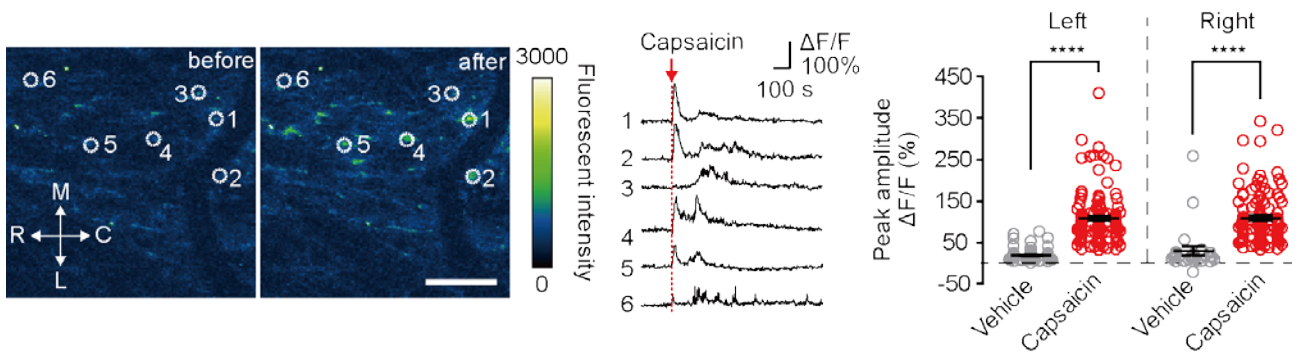 before
6
3
1
5
4
2
M
R
C
L
after
6
3
1
5
4
2
3000
0
Fluorescent intensity
Capsaicin
ΔF/F
100%
100 s
1
2
3
4
5
6
Left
Right
****
****
Peak amplitude
ΔF/F (%)
450
350
250
150
50
-50
Vehicle
Capsaicin
Vehicle
Capsaicin